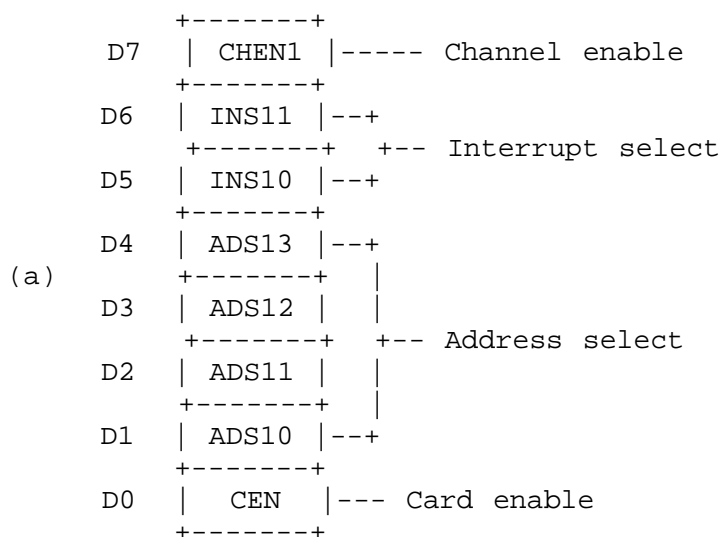 +-------+
D7 | CHEN1 |----- Channel enable
+-------+
D6 | INS11 |--+
+-------+ +-- Interrupt select
D5 | INS10 |--+
+-------+
D4 | ADS13 |--+
(a) +-------+ |
D3 | ADS12 | |
+-------+ +-- Address select
D2 | ADS11 | |
+-------+ |
D1 | ADS10 |--+
+-------+
D0 | CEN |--- Card enable
+-------+